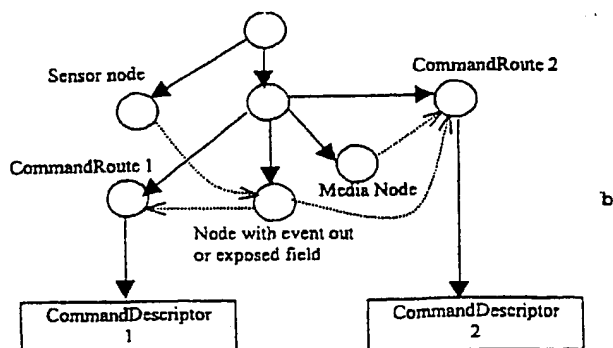 Sensor node
CommandRoute 2
CommandRoute 1
Media Node
b
Node with event out
or exposed field
CommandDescriptor
1
CommandDescriptor
2